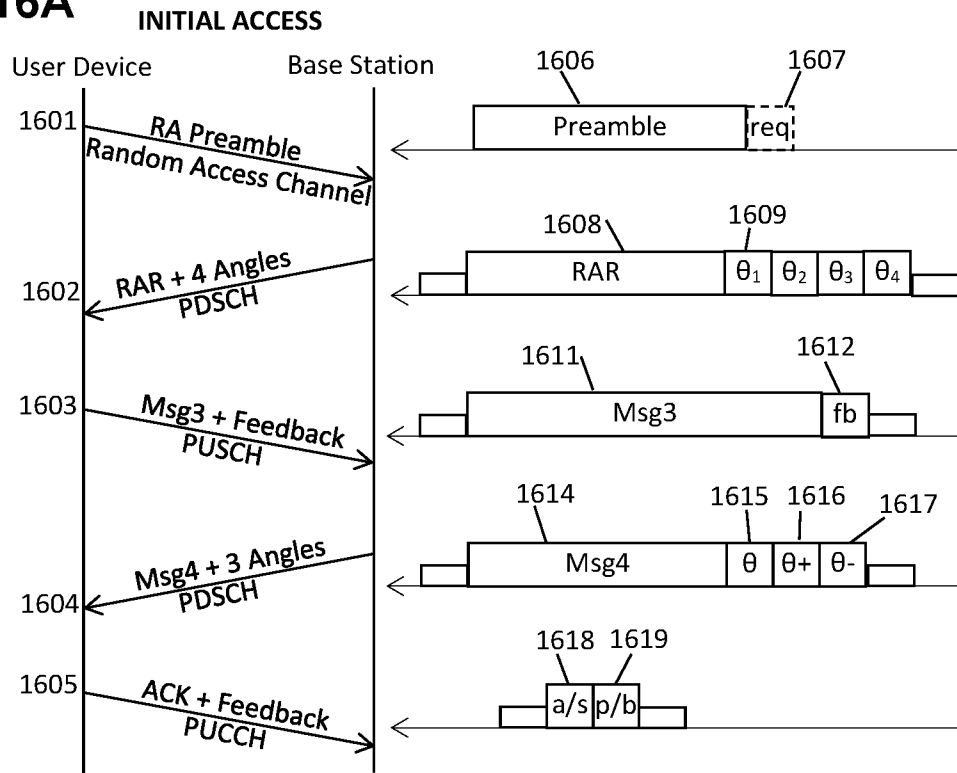 16A
INITIAL ACCESS
User Device
Base Station
1606
1607
1601
RA Preamble
Random Access Channel
Preamble
req
1608
1609
RAR + 4 Angles
PDSCH
1602
RAR
θ1
θ2
θ3
θ4
1611
1612
1603
Msg3 + Feedback
PUSCH
Msg3
fb
1614
1615
1616
1617
Msg4 + 3 Angles
PDSCH
1604
Msg4
θ
θ+
θ-
1618
1619
1605
ACK + Feedback
PUCCH
a/s
p/b